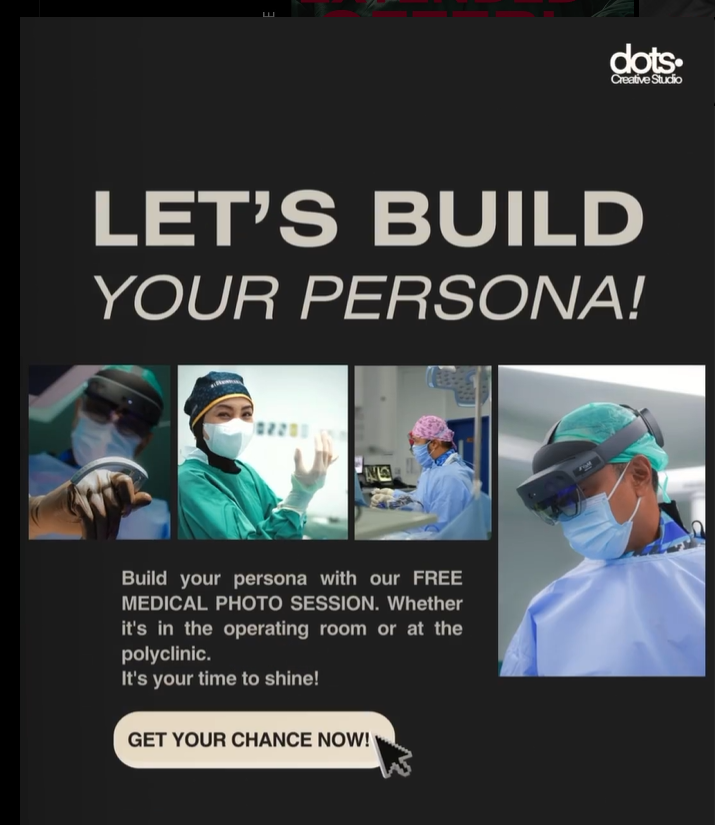 dots•
Creative Studio
LET'S BUILD
YOUR PERSONA!
Build your persona with our FREE
MEDICAL PHOTO SESSION. Whether
it's in the operating room or at the
polyclinic.
It's your time to shine!
GET YOUR CHANCE NOW!